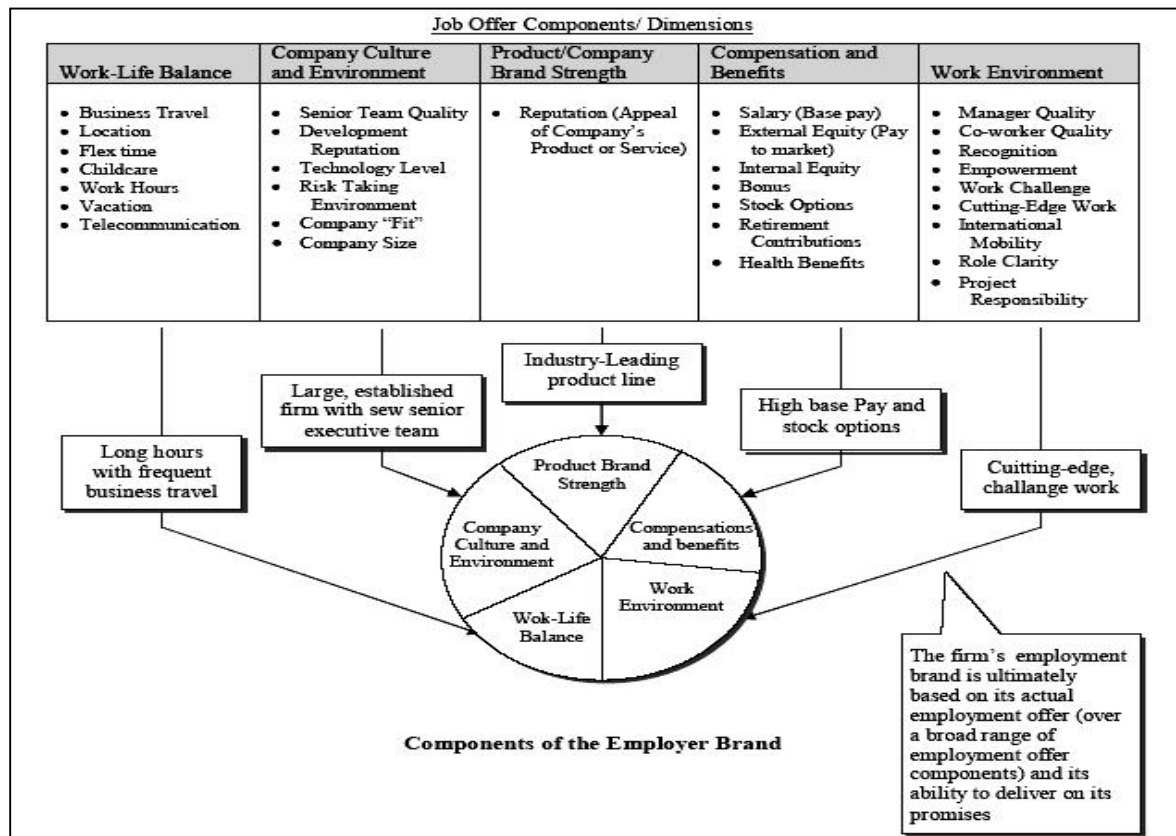 Job Offer Components/ Dimensions
Work-Life Balance
Company Culture
and Environment
Product/Company
Brand Strength
Compensation and
Benefits
Work Environment
• Business Travel
• Location
• Flex time
• Childcare
• Work Hours
• Vacation
• Telecommunication
• Senior Team Quality
• Development
Reputation
• Technology Level
• Risk Taking
Environment
• Company “Fit”
• Company Size
• Reputation (Appeal
of Company’s
Product or Service)
• Salary (Base pay)
• External Equity (Pay
to market)
• Internal Equity
• Bonus
• Stock Options
• Retirement
Contributions
• Health Benefits
• Manager Quality
• Co-worker Quality
• Recognition
• Empowerment
• Work Challenge
• Cutting-Edge Work
• International
Mobility
• Role Clarity
• Project
Responsibility
Long hours
with frequent
business travel
Large, established
firm with sew senior
executive team
Industry-Leading
product line
High base Pay and
stock options
Cuitting-edge,
challange work
Product Brand
Strength
Company
Culture and
Environment
Compensations
and benefits
Wok-Life
Balance
Work
Environment
The firm’s employment
brand is ultimately
based on its actual
employment offer (over
a broad range of
employment offer
components) and its
ability to deliver on its
promises
Components of the Employer Brand